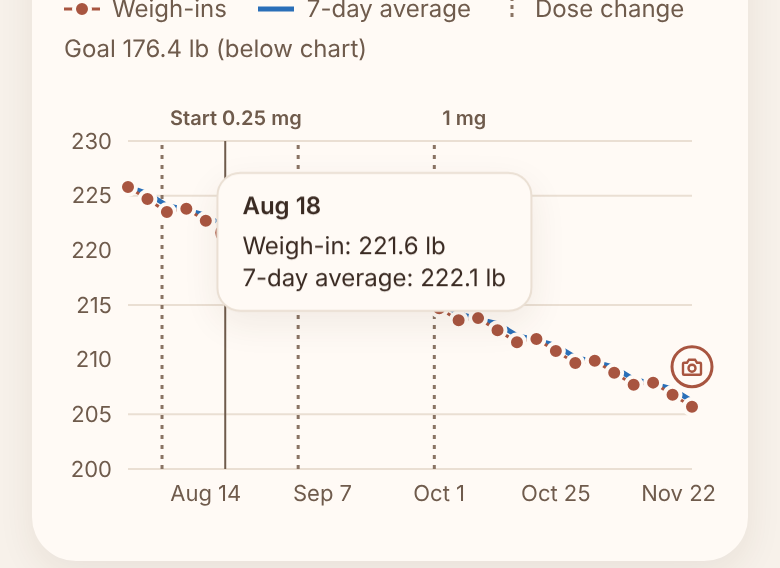 Weigh-ins 7-day average Dose change
Goal 176.4 lb (below chart)
Start 0.25 mg 1 mg
230
225
220
215
210
205
200
Aug 18
Weigh-in: 221.6 lb
7-day average: 222.1 lb
Aug 14 Sep 7 Oct 1 Oct 25 Nov 22